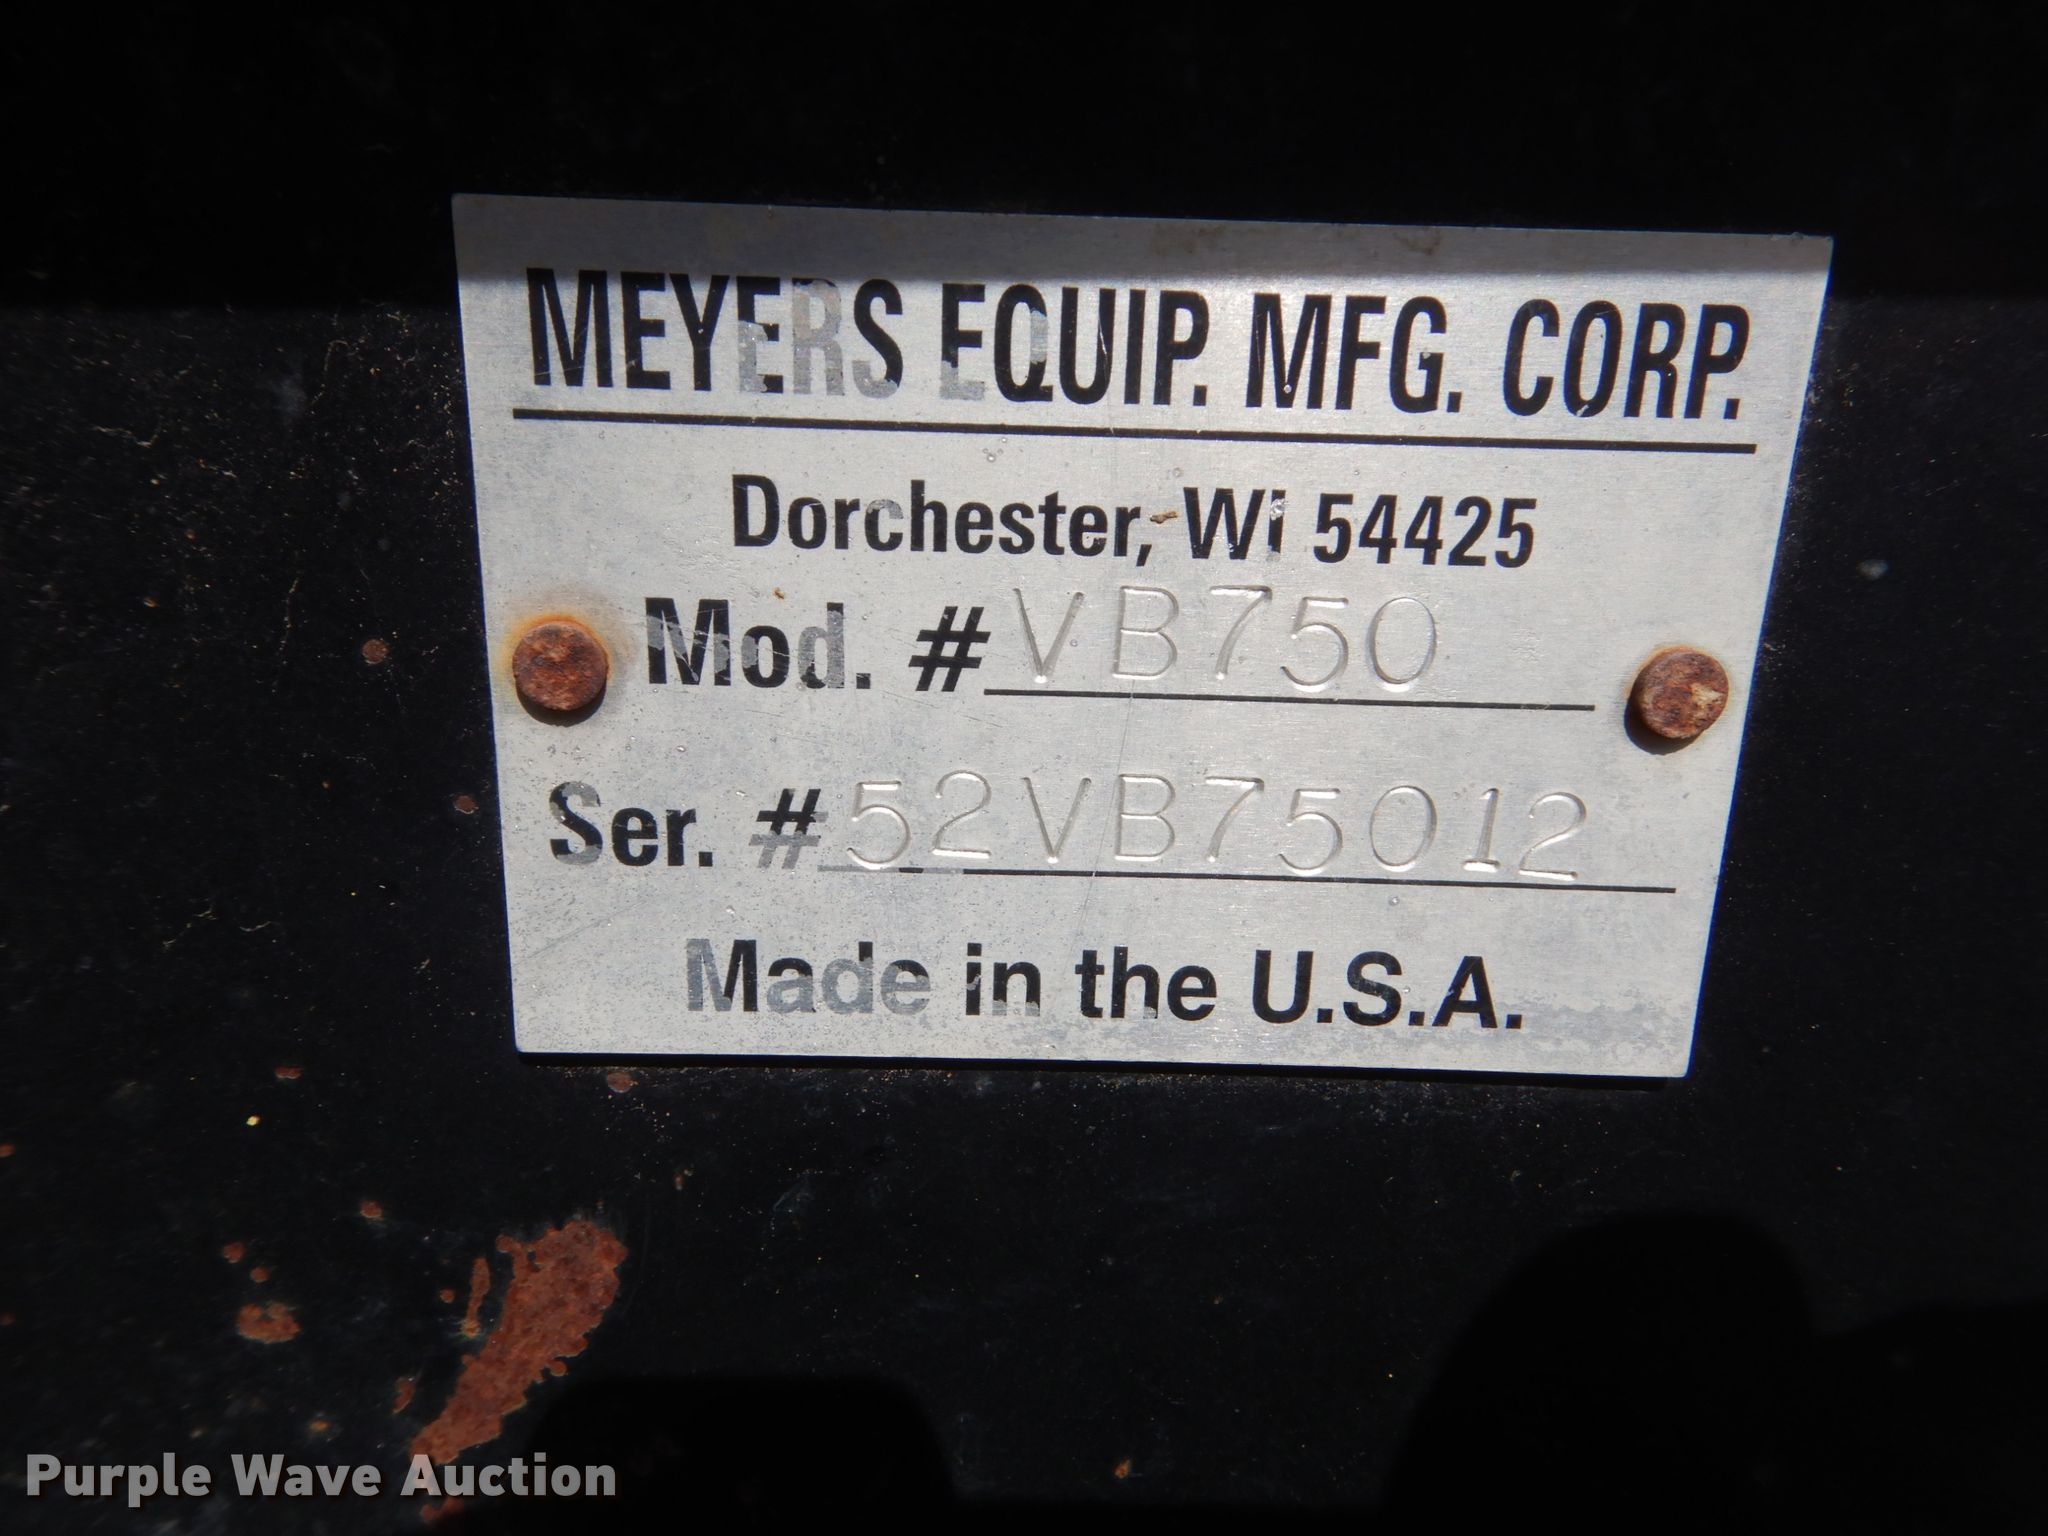 MEYERS EQUIP. MFG. CORP.
Dorchester, WI 54425
Mod. # VB750
Ser. # 52VB75012
Made in the U.S.A.
Purple Wave Auction